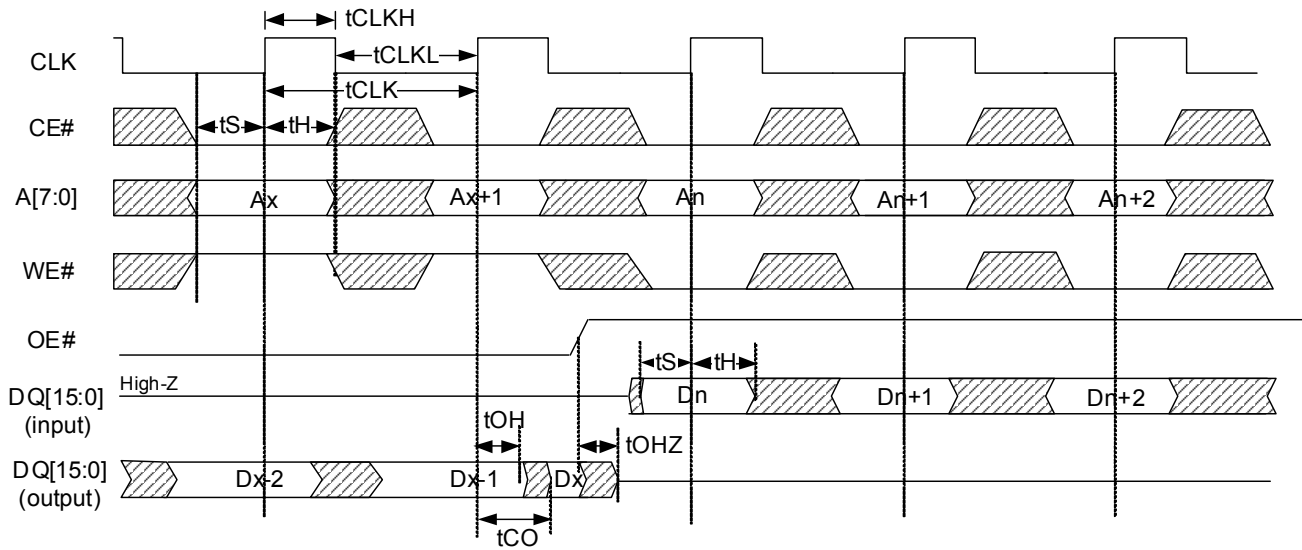 tCLKH
CLK
tCLKL
tCLK
CE#
tS
tH
A[7:0]
Ax
Ax+1
An
An+1
An+2
WE#
OE#
tS
tH
High-Z
DQ[15:0]
(input)
Dn
Dn+1
Dn+2
tOH
tOHZ
DQ[15:0]
(output)
Dx-2
Dx-1
Dx
tCO